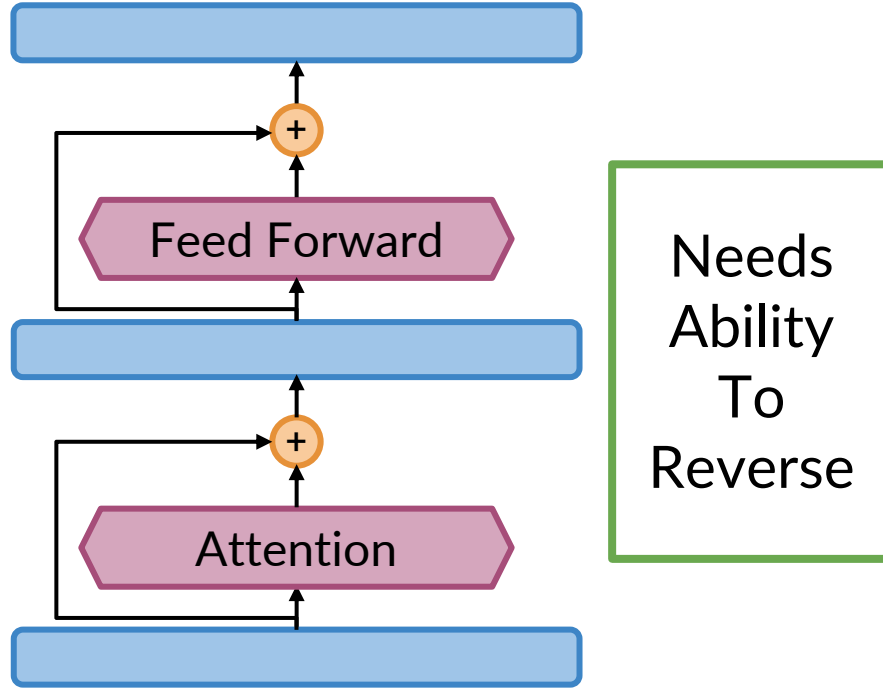 +
Feed Forward
+
Attention
Needs
Ability
To
Reverse